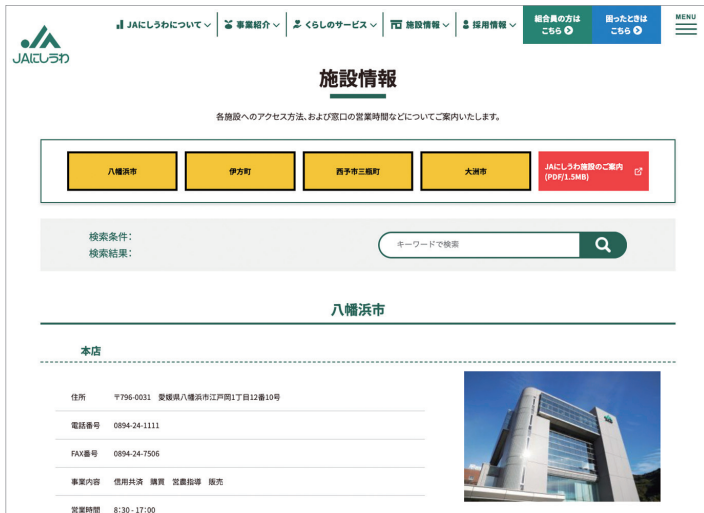 JAにしうわ
JAにしうわについて
事業紹介
くらしのサービス
施設情報
採用情報
組合員の方は
こちら
困ったときは
こちら
MENU
施設情報
各施設へのアクセス方法、および窓口の営業時間などについてご案内いたします。
八幡浜市
伊方町
西予市三瓶町
大洲市
JAにしうわ施設のご案内
(PDF/1.5MB)
検索条件:
検索結果:
キーワードで検索
八幡浜市
本店
住所 〒796-0031 愛媛県八幡浜市江戸岡1丁目12番10号
電話番号 0894-24-1111
FAX番号 0894-24-7506
事業内容 信用共済 購買 営農指導 販売
営業時間 8:30 - 17:00